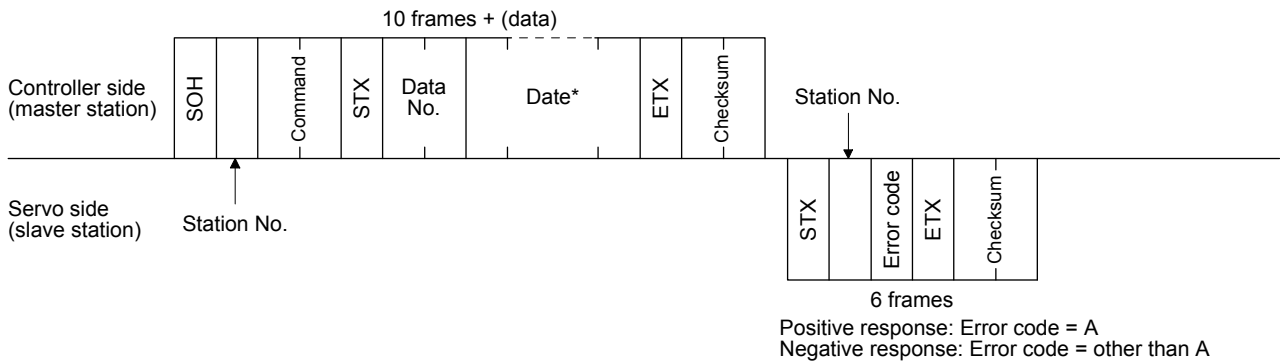 10 frames + (data)
Controller side
(master station)
SOH
Command
STX
Data
No.
Date*
ETX
Checksum
Station No.
Servo side
(slave station)
Station No.
STX
Error code
ETX
Checksum
6 frames
Positive response: Error code = A
Negative response: Error code = other than A